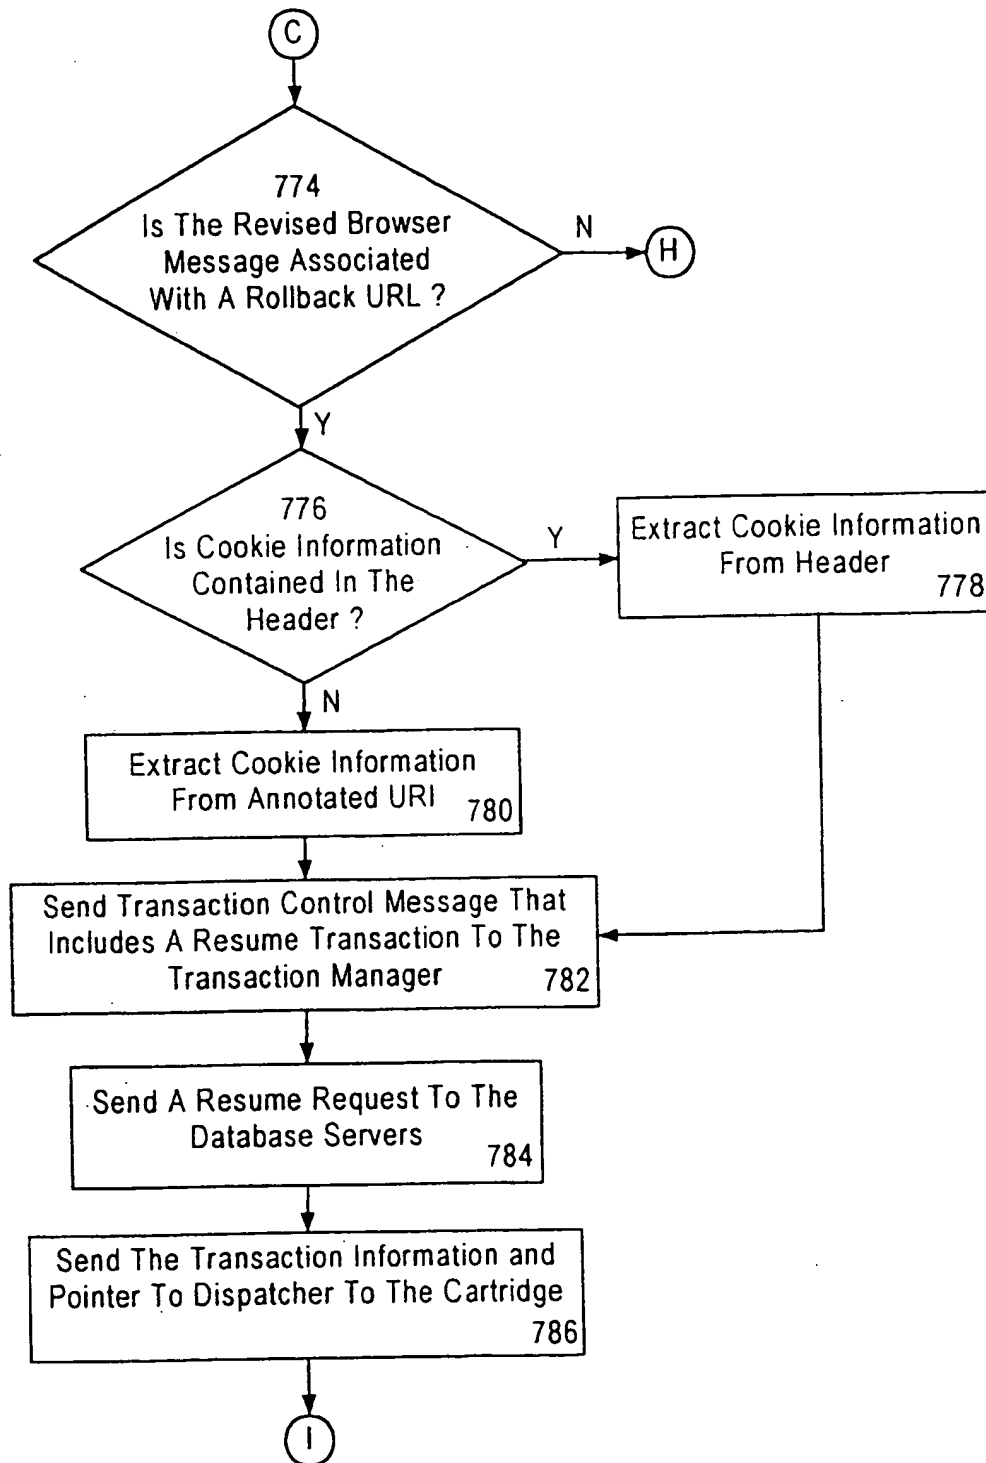 C
774
Is The Revised Browser
Message Associated
With A Rollback URL ?
N
H
Y
776
Is Cookie Information
Contained In The
Header ?
Y
Extract Cookie Information
From Header
778
N
Extract Cookie Information
From Annotated URI
780
Send Transaction Control Message That
Includes A Resume Transaction To The
Transaction Manager
782
Send A Resume Request To The
Database Servers
784
Send The Transaction Information and
Pointer To Dispatcher To The Cartridge
786
I